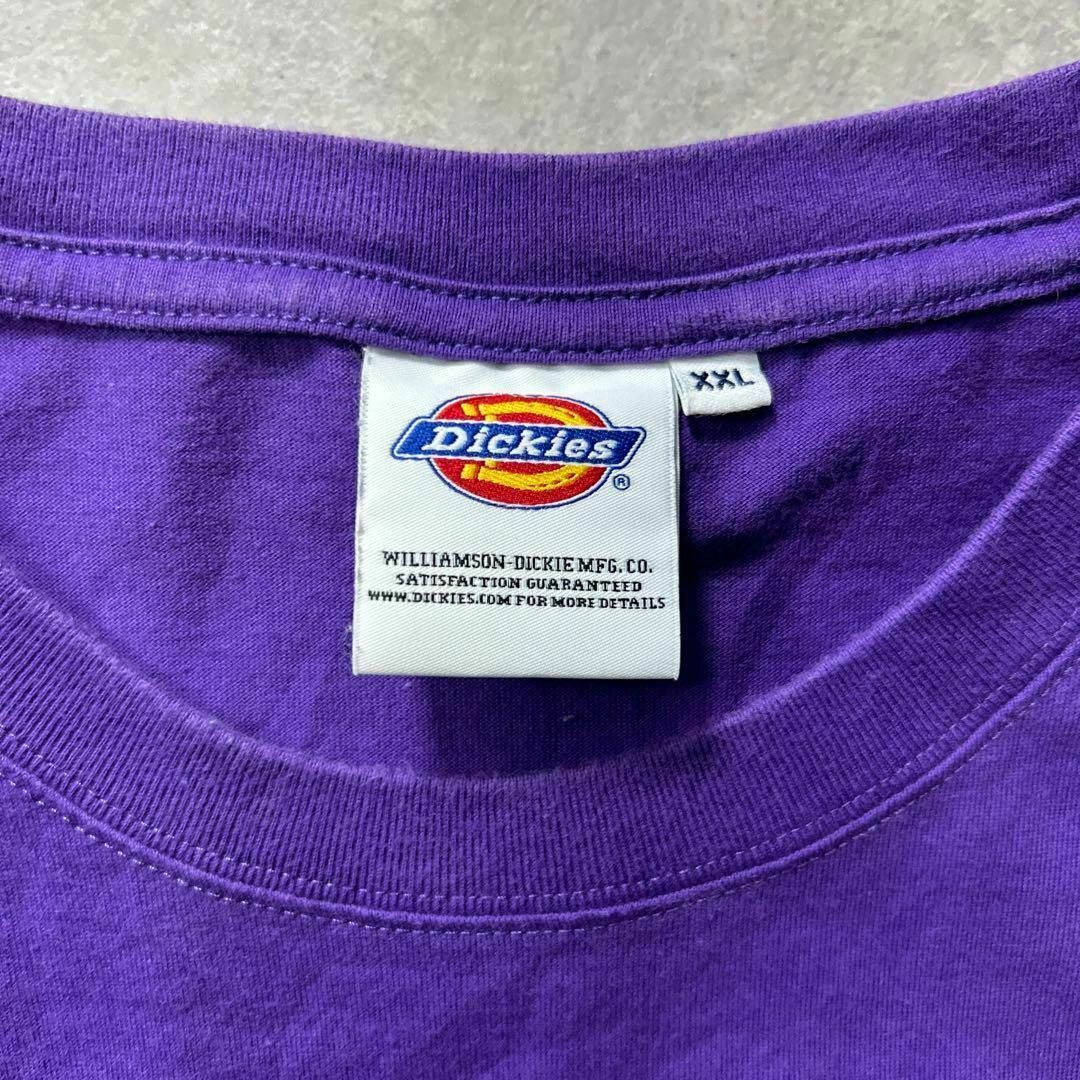 XXL
Dickies®
WILLIAMSON-DICKIE MFG. CO.
SATISFACTION GUARANTEED
WWW.DICKIES.COM FOR MORE DETAILS